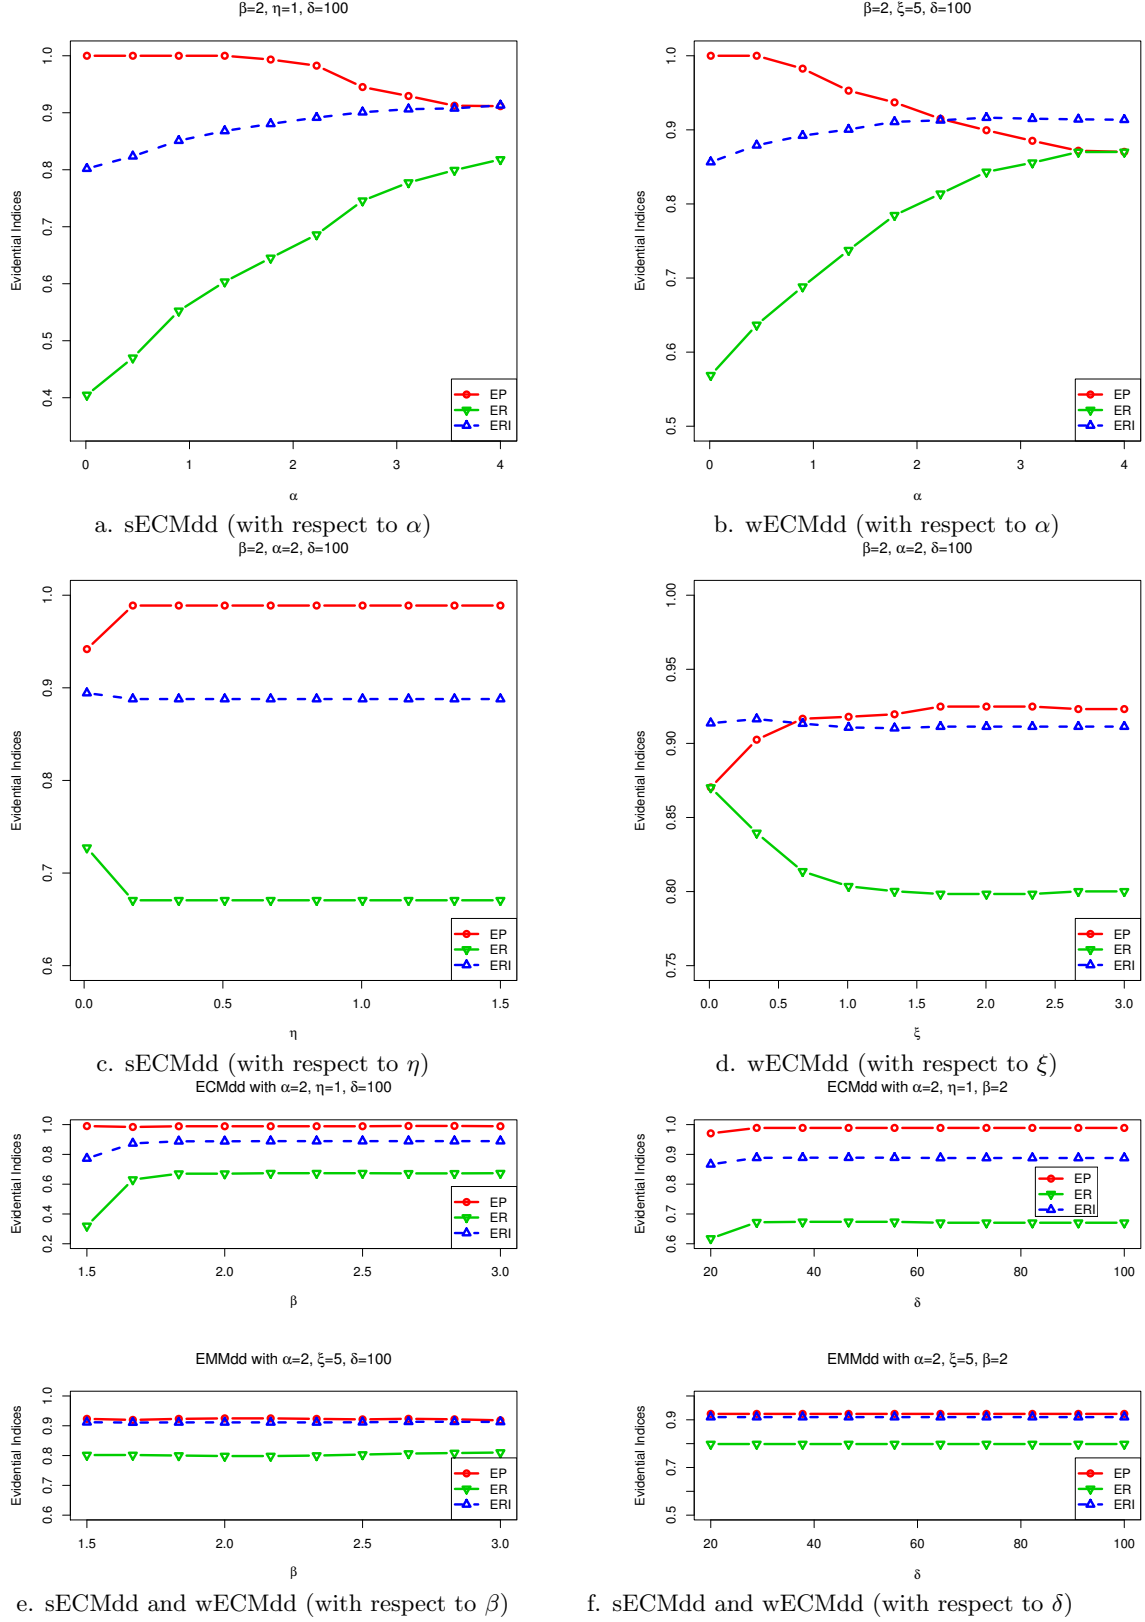 β=2, η=1, δ=100
Evidential Indices
1.0
0.9
0.8
0.7
0.6
0.5
0.4
EP
ER
ERI
0 1 2 3 4
α
a. sECMdd (with respect to α)
β=2, ξ=5, δ=100
Evidential Indices
1.0
0.9
0.8
0.7
0.6
0.5
EP
ER
ERI
0 1 2 3 4
α
b. wECMdd (with respect to α)
β=2, α=2, δ=100
Evidential Indices
1.0
0.9
0.8
0.7
0.6
EP
ER
ERI
0.0 0.5 1.0 1.5
η
c. sECMdd (with respect to η)
β=2, α=2, δ=100
Evidential Indices
1.00
0.95
0.90
0.85
0.80
0.75
EP
ER
ERI
0.0 0.5 1.0 1.5 2.0 2.5 3.0
ξ
d. wECMdd (with respect to ξ)
ECMdd with α=2, η=1, δ=100
Evidential Indices
1.0
0.8
0.6
0.4
0.2
EP
ER
ERI
1.5 2.0 2.5 3.0
β
ECMdd with α=2, η=1, β=2
Evidential Indices
1.0
0.9
0.8
0.7
0.6
EP
ER
ERI
20 40 60 80 100
δ
EMMdd with α=2, ξ=5, δ=100
Evidential Indices
1.0
0.9
0.8
0.7
0.6
EP
ER
ERI
1.5 2.0 2.5 3.0
β
e. sECMdd and wECMdd (with respect to β)
EMMdd with α=2, ξ=5, β=2
Evidential Indices
0.9
0.7
0.5
EP
ER
ERI
20 40 60 80 100
δ
f. sECMdd and wECMdd (with respect to δ)